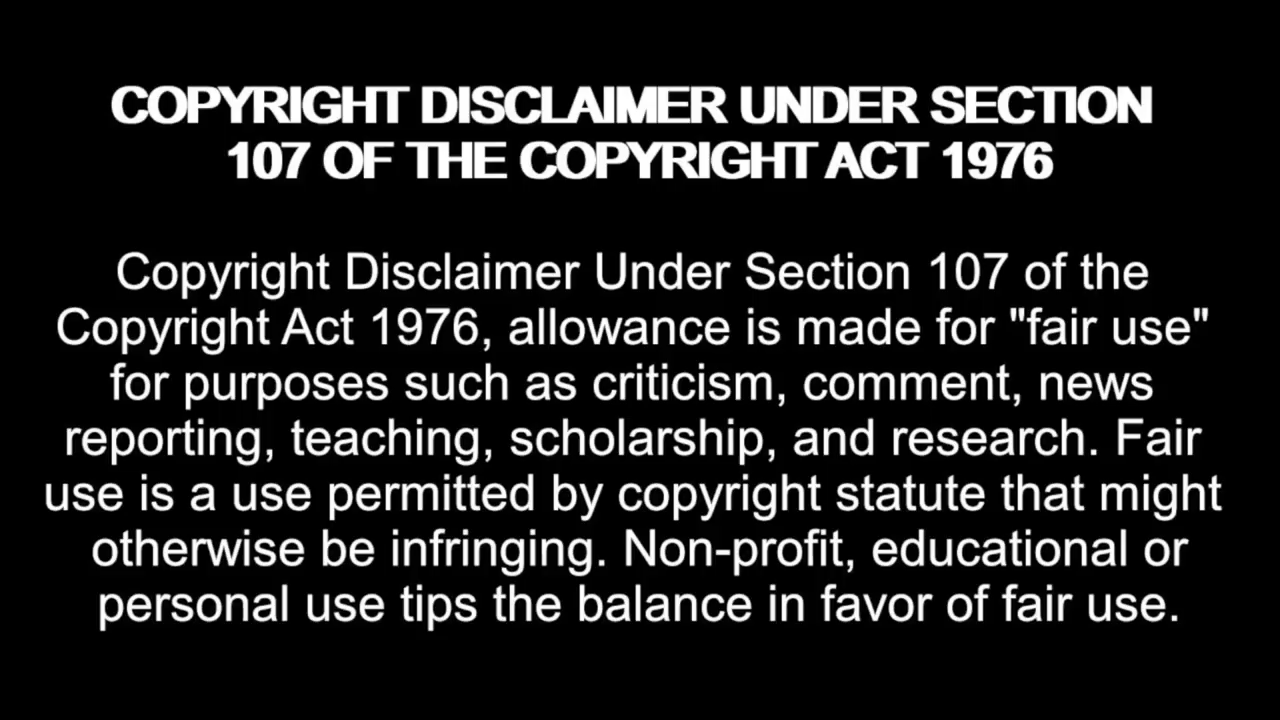 COPYRIGHT DISCLAIMER UNDER SECTION
107 OF THE COPYRIGHT ACT 1976
Copyright Disclaimer Under Section 107 of the
Copyright Act 1976, allowance is made for "fair use"
for purposes such as criticism, comment, news
reporting, teaching, scholarship, and research. Fair
use is a use permitted by copyright statute that might
otherwise be infringing. Non-profit, educational or
personal use tips the balance in favor of fair use.